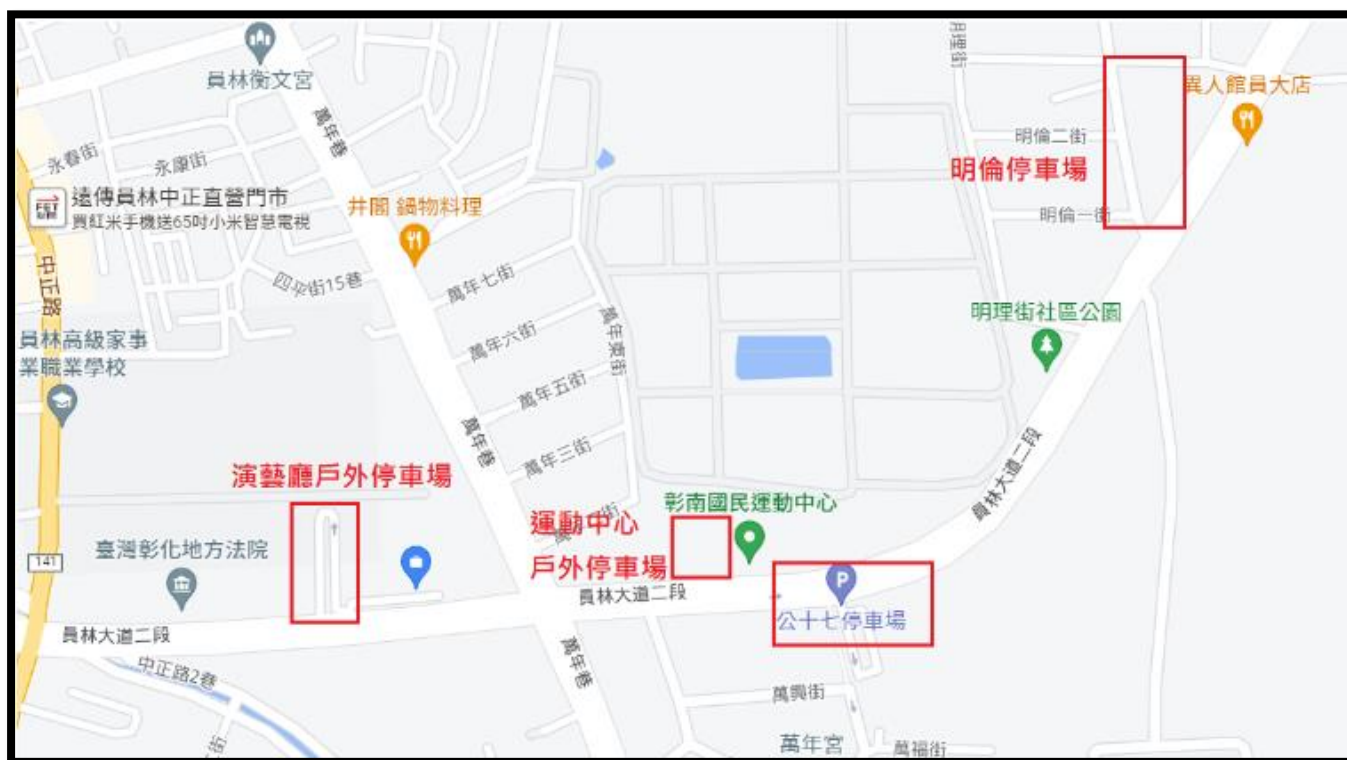 員林衡文宮
萬年巷
永春街
永康街
遠傳員林中正直營門市
買紅米手機送65吋小米智慧電視
FET
井閣 鍋物料理
四平街15巷
中正路
員林高級家事
業職業學校
萬年七街
萬年六街
萬年五街
萬年三街
萬年東街
萬年巷
明理街
明倫二街
明倫停車場
明倫一街
異人館員大店
明理街社區公園
員林大道二段
演藝廳戶外停車場
運動中心
戶外停車場
彰南國民運動中心
141
臺灣彰化地方法院
員林大道二段
員林大道二段
P
公十七停車場
中正路2巷
萬年巷
萬興街
萬年宮
萬福街
街